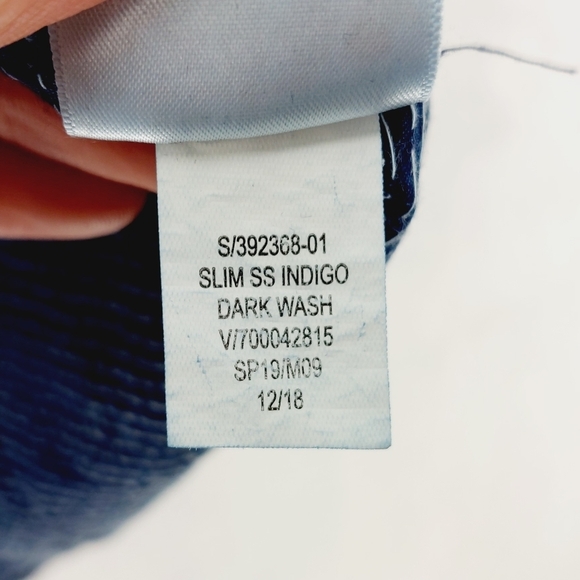 S/392368-01
SLIM SS INDIGO
DARK WASH
V/700042815
SP19/M09
12/18